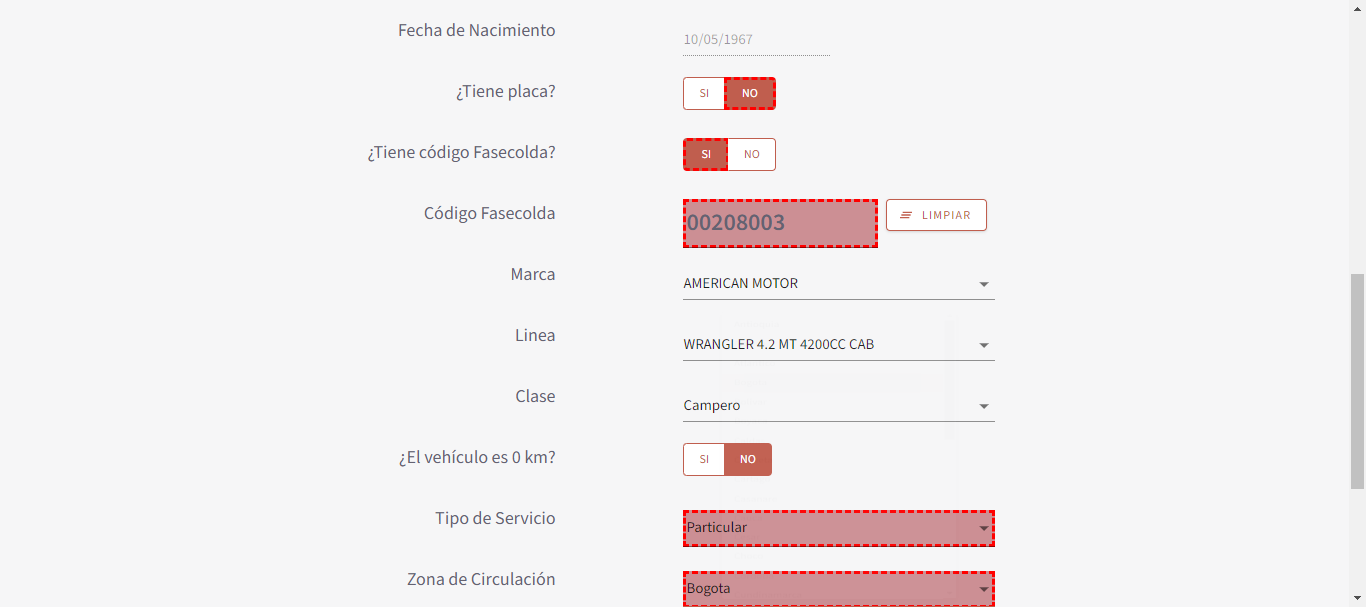 Fecha de Nacimiento
10/05/1967
¿Tiene placa?
SI NO
¿Tiene código Fasecolda?
SI NO
Código Fasecolda
00208003
LIMPIAR
Marca
AMERICAN MOTOR
Linea
WRANGLER 4.2 MT 4200CC CAB
Clase
Campero
¿El vehículo es 0 km?
SI NO
Tipo de Servicio
Particular
Zona de Circulación
Bogota